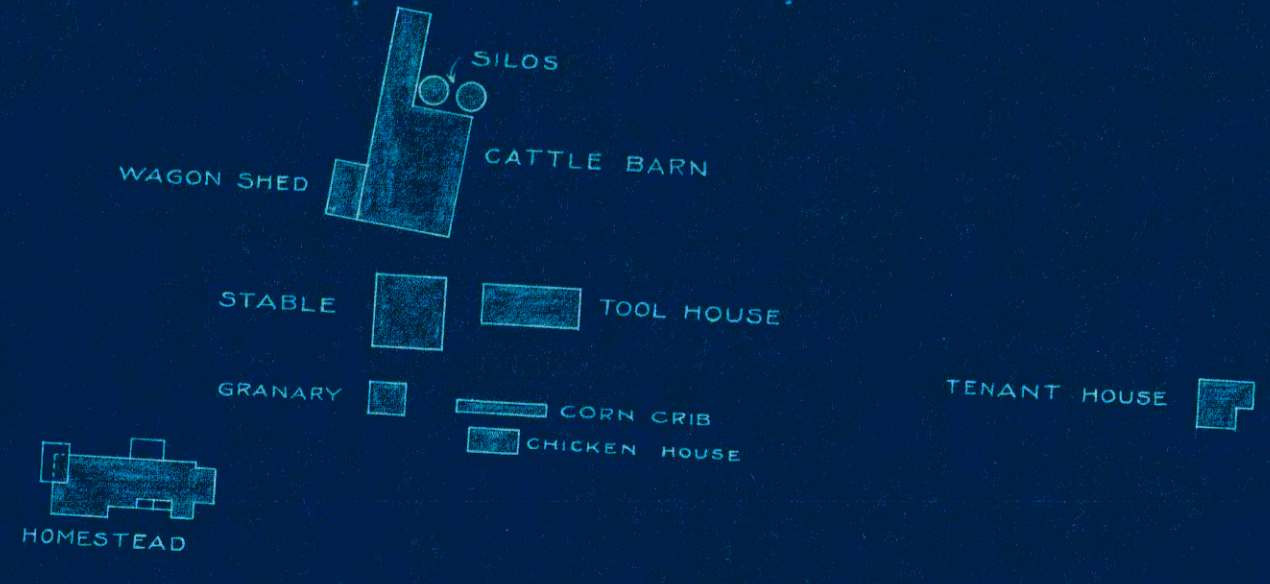 SILOS
CATTLE BARN
WAGON SHED
STABLE
TOOL HOUSE
GRANARY
TENANT HOUSE
CORN CRIB
CHICKEN HOUSE
HOMESTEAD